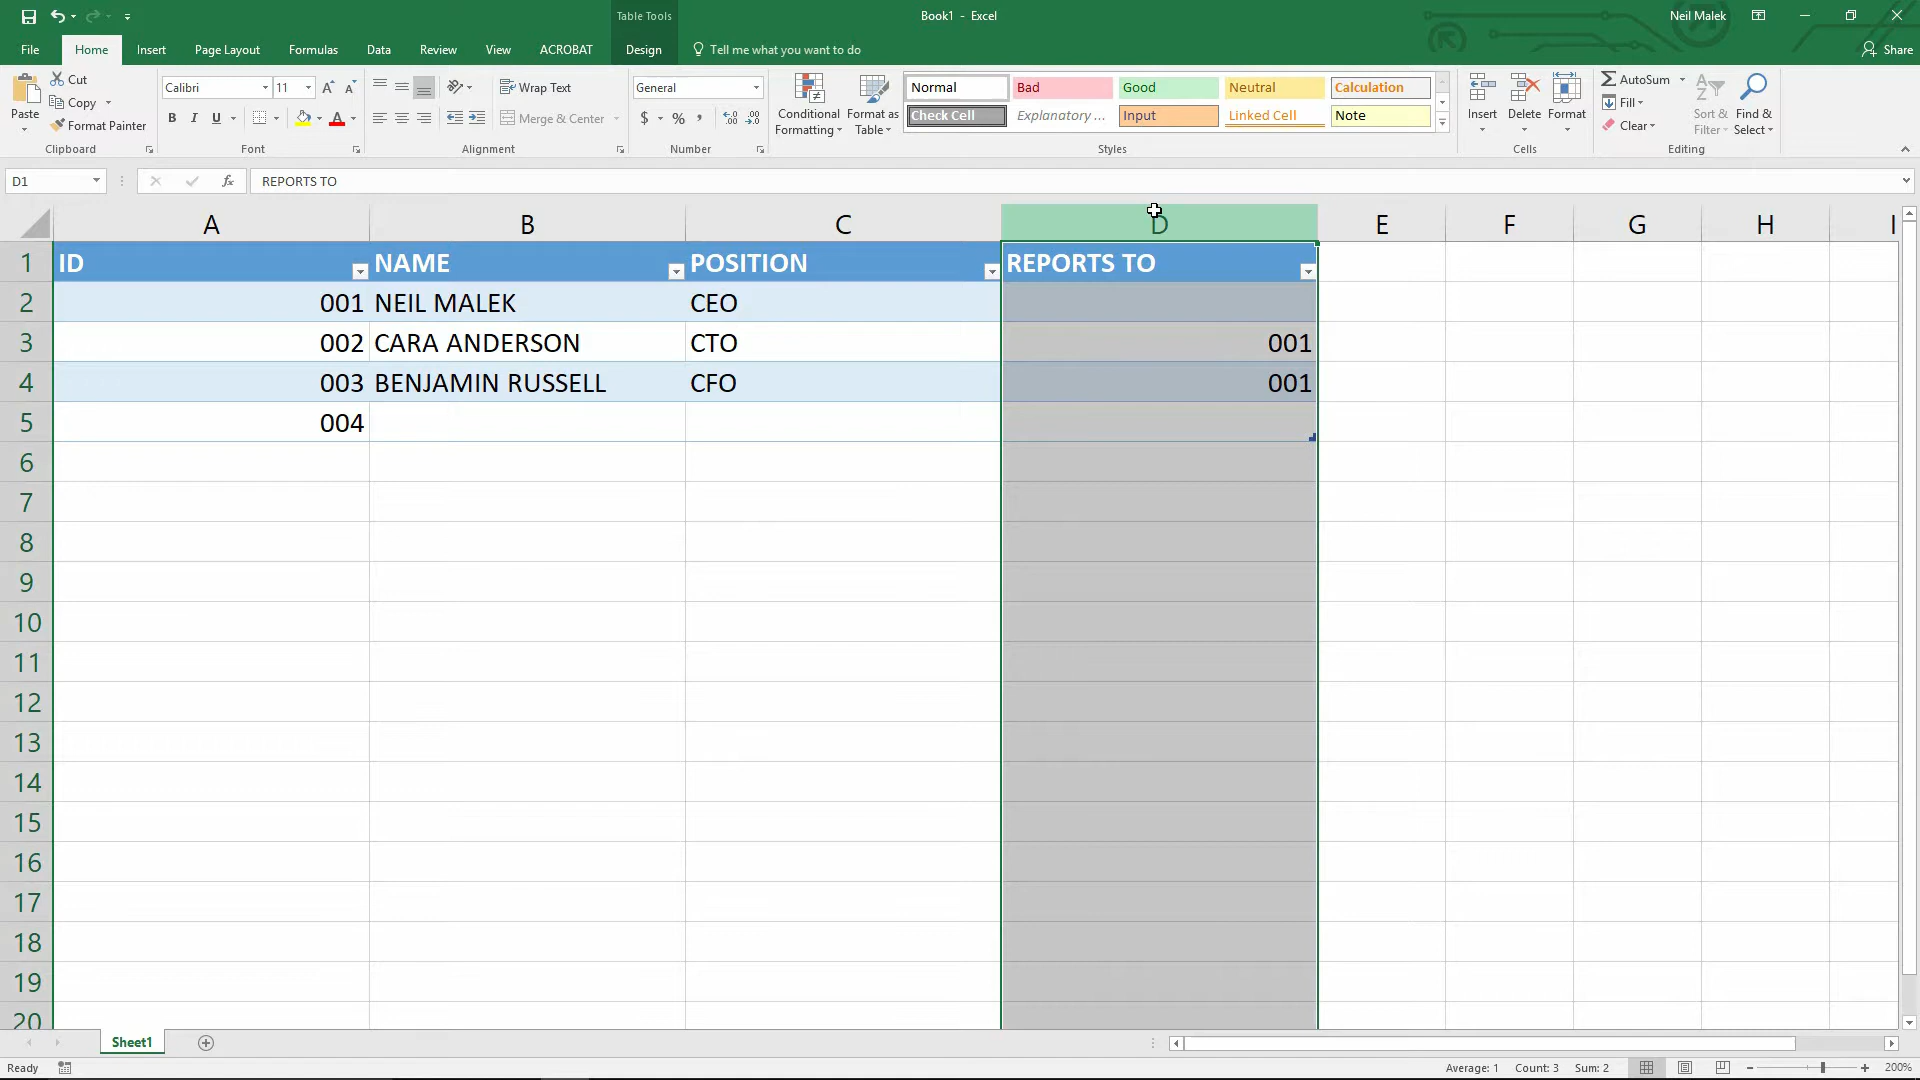 Table Tools
Book1 - Excel
Neil Malek
File Home Insert Page Layout Formulas Data Review View ACROBAT Design Tell me what you want to do Share
Paste
Cut
Copy
Format Painter
Clipboard
Calibri 11
B I U
Font
Wrap Text
Merge & Center
Alignment
General
$ % ,
Number
Conditional Formatting
Format as Table
Normal Bad Good Neutral Calculation
Check Cell Explanatory ... Input Linked Cell Note
Styles
Insert Delete Format
Cells
AutoSum
Fill
Clear
Sort & Filter
Find & Select
Editing
D1 fx REPORTS TO
A B C D E F G H I
1 ID NAME POSITION REPORTS TO
2 001 NEIL MALEK CEO
3 002 CARA ANDERSON CTO 001
4 003 BENJAMIN RUSSELL CFO 001
5 004
6
7
8
9
10
11
12
13
14
15
16
17
18
19
20
Sheet1
Ready Average: 1 Count: 3 Sum: 2 200%